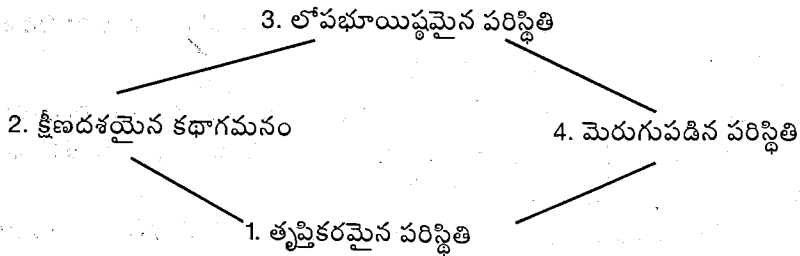 3. లోపభూయిష్ఠమైన పరిస్థితి
2. క్షీణదశయైన కథాగమనం
4. మెరుగుపడిన పరిస్థితి
1. తృప్తికరమైన పరిస్థితి